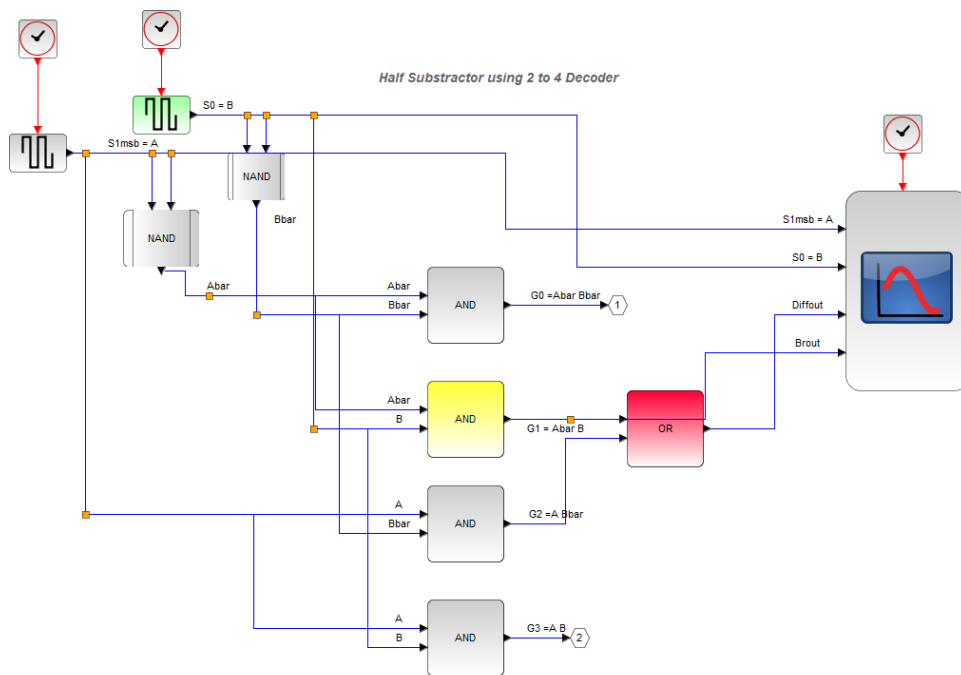 Half Substractor using 2 to 4 Decoder
S0 = B
S1msb = A
NAND
Bbar
NAND
S1msb = A
S0 = B
Abar
Abar
Bbar
AND
G0 =Abar Bbar
1
Diffout
Brout
Abar
B
AND
G1 = Abar B
OR
A
Bbar
AND
G2 =A Bbar
A
B
AND
G3 =A B
2